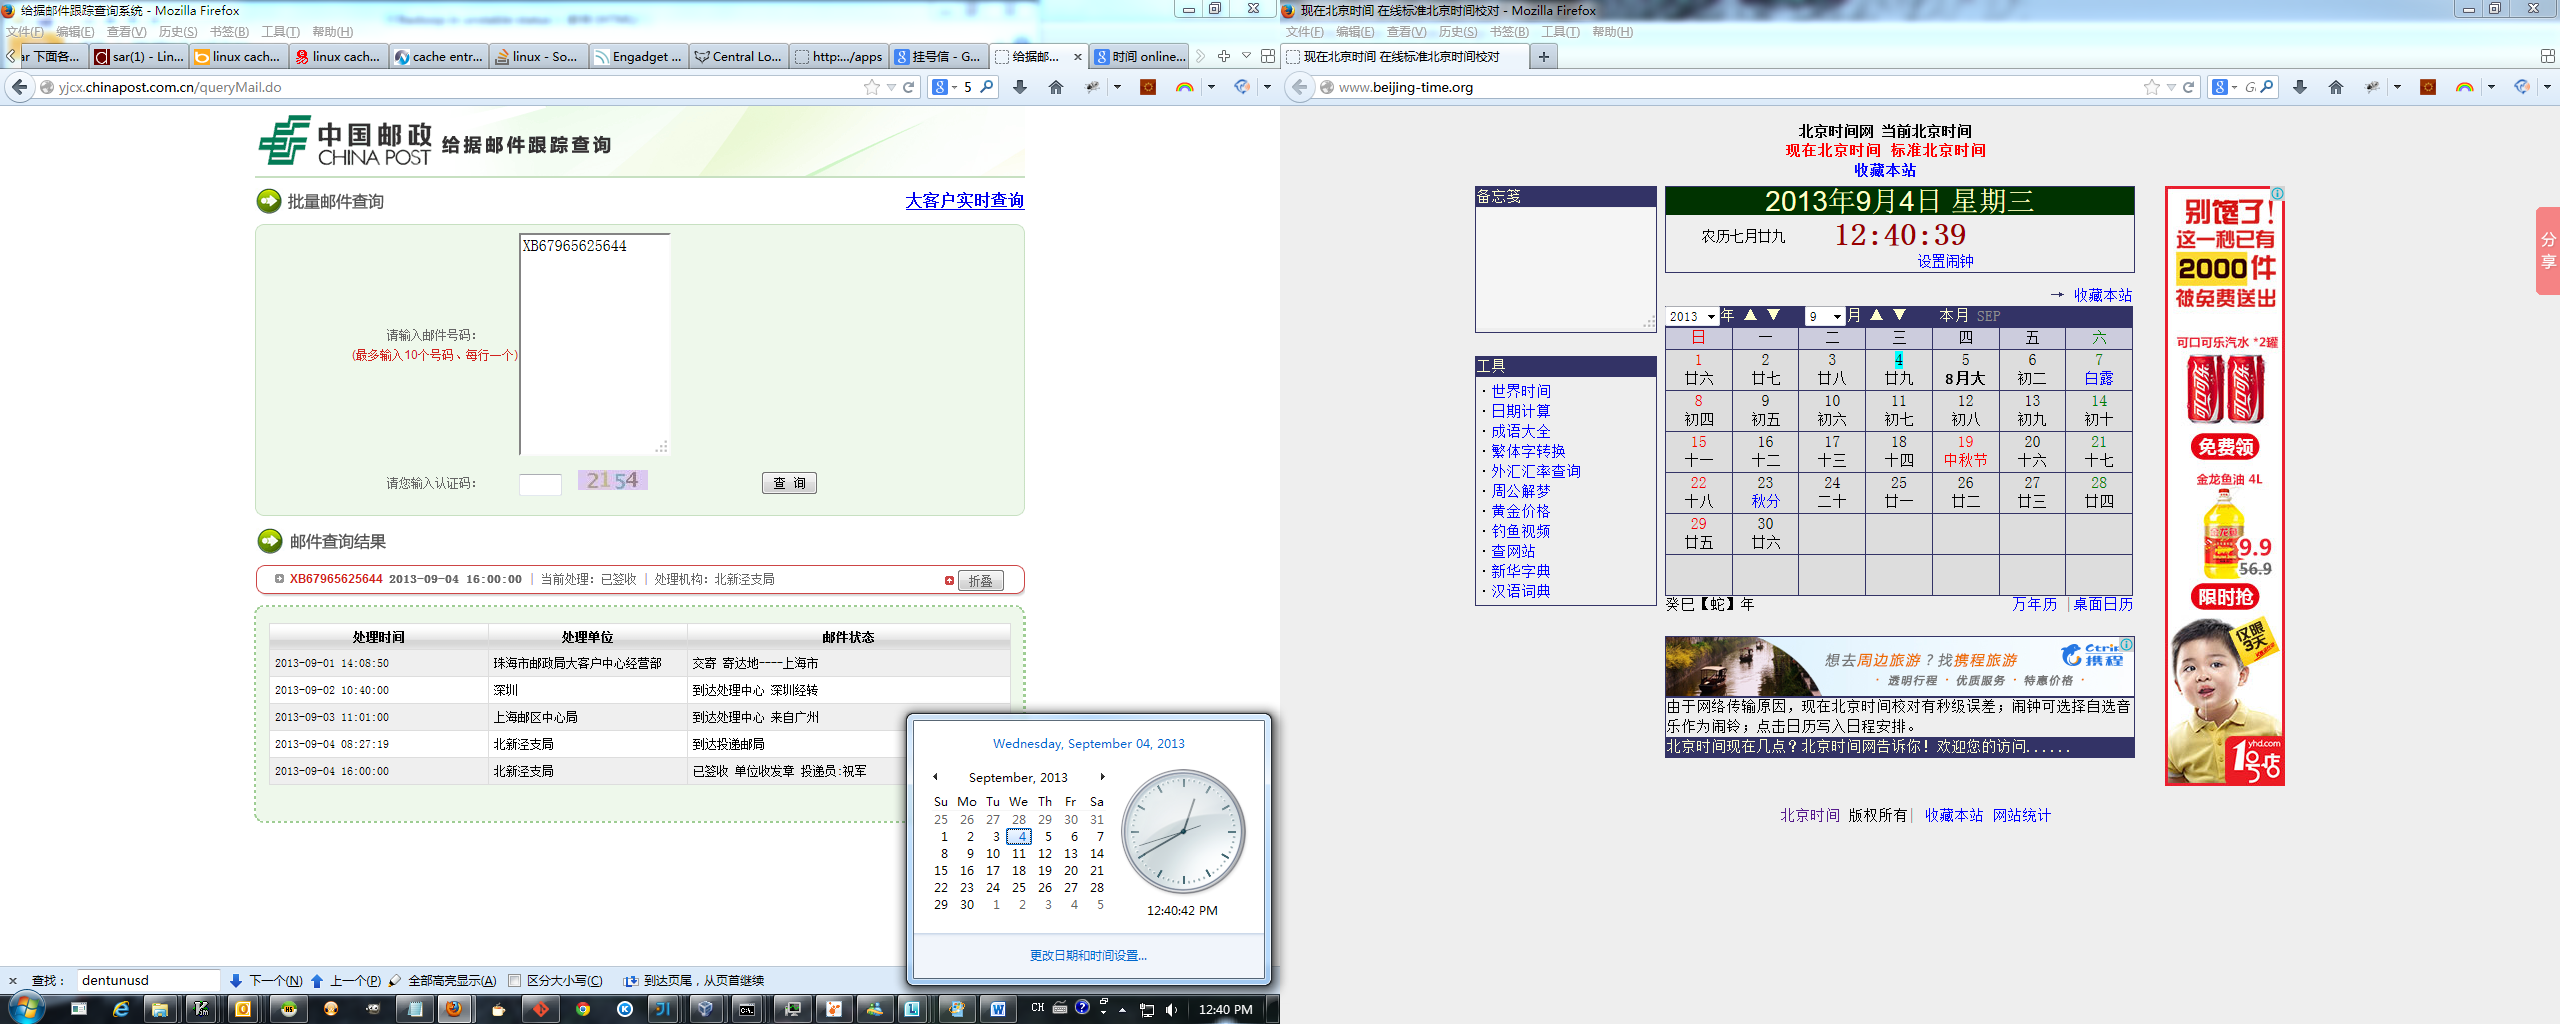 给据邮件跟踪查询系统 - Mozilla Firefox
文件(F) 编辑(E) 查看(V) 历史(S) 书签(B) 工具(T) 帮助(H)
ar 下面各... sar(1) - Lin... linux cach... linux cach... cache entr... linux - So... Engadget ... Central Lo... http:.../apps 挂号信 - G... 给据邮... 时间 online...
yjcx.chinapost.com.cn/queryMail.do
5
中国邮政 CHINA POST 给据邮件跟踪查询
批量邮件查询 大客户实时查询
XB67965625644
请输入邮件号码:
(最多输入10个号码、每行一个)
请您输入认证码: 2154 查 询
邮件查询结果
XB67965625644 2013-09-04 16:00:00 | 当前处理: 已签收 | 处理机构: 北新泾支局 折叠
处理时间 处理单位 邮件状态
2013-09-01 14:08:50 珠海市邮政局大客户中心经营部 交寄 寄达地----上海市
2013-09-02 10:40:00 深圳 到达处理中心 深圳经转
2013-09-03 11:01:00 上海邮区中心局 到达处理中心 来自广州
2013-09-04 08:27:19 北新泾支局 到达投递邮局
2013-09-04 16:00:00 北新泾支局 已签收 单位收发章 投递员:祝军
Wednesday, September 04, 2013
September, 2013
Su Mo Tu We Th Fr Sa
25 26 27 28 29 30 31
1 2 3 4 5 6 7
8 9 10 11 12 13 14
15 16 17 18 19 20 21
22 23 24 25 26 27 28
29 30 1 2 3 4 5
12:40:42 PM
更改日期和时间设置...
查找: dentunusd 下一个(N) 上一个(P) 全部高亮显示(A) 区分大小写(C) 到达页尾,从页首继续
CH 12:40 PM
现在北京时间 在线标准北京时间校对 - Mozilla Firefox
文件(F) 编辑(E) 查看(V) 历史(S) 书签(B) 工具(T) 帮助(H)
现在北京时间 在线标准北京时间校对
www.beijing-time.org
北京时间网 当前北京时间
现在北京时间 标准北京时间
收藏本站
备忘笺
工具
· 世界时间
· 日期计算
· 成语大全
· 繁体字转换
· 外汇汇率查询
· 周公解梦
· 黄金价格
· 钓鱼视频
· 查网站
· 新华字典
· 汉语词典
2013年9月4日 星期三
农历七月廿九 12:40:39
设置闹钟
→ 收藏本站
2013 年 ▲ ▼ 9 月 ▲ ▼ 本月 SEP
日 一 二 三 四 五 六
1 2 3 4 5 6 7
廿六 廿七 廿八 廿九 8月大 初二 白露
8 9 10 11 12 13 14
初四 初五 初六 初七 初八 初九 初十
15 16 17 18 19 20 21
十一 十二 十三 十四 中秋节 十六 十七
22 23 24 25 26 27 28
十八 秋分 二十 廿一 廿二 廿三 廿四
29 30
廿五 廿六
癸巳【蛇】年 万年历 | 桌面日历
想去周边旅游?找携程旅游 Ctrip 携程
· 透明行程 · 优质服务 · 特惠价格 ·
由于网络传输原因,现在北京时间校对有秒级误差;闹钟可选择自选音
乐作为闹铃;点击日历写入日程安排。
北京时间现在几点?北京时间网告诉你!欢迎您的访问......
北京时间 版权所有| 收藏本站 网站统计
别馋了!
这一秒已有
2000件
被免费送出
可口可乐汽水 *2罐
免费领
金龙鱼油 4L
9.9
56.9
限时抢
仅限
3天
yhd.com
1号店
分
享